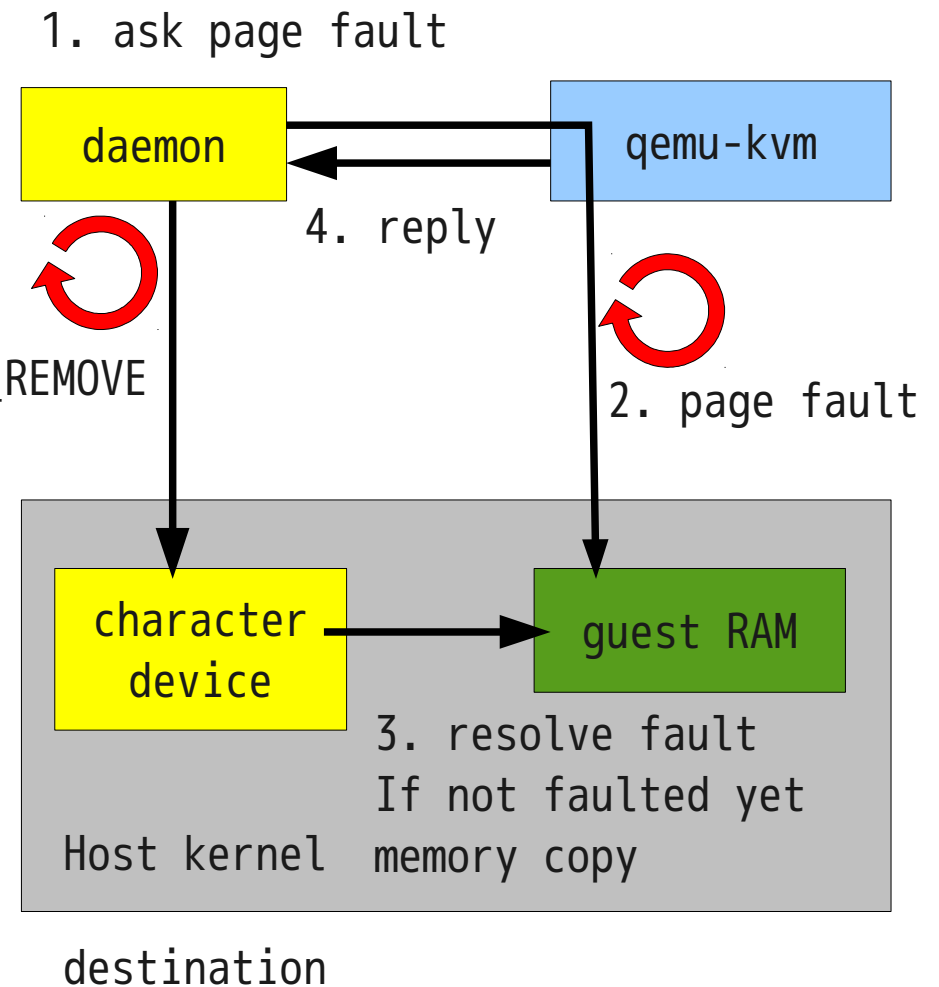 1. ask page fault
daemon
qemu-kvm
4. reply
_REMOVE
2. page fault
character
device
guest RAM
3. resolve fault
If not faulted yet
memory copy
Host kernel
destination